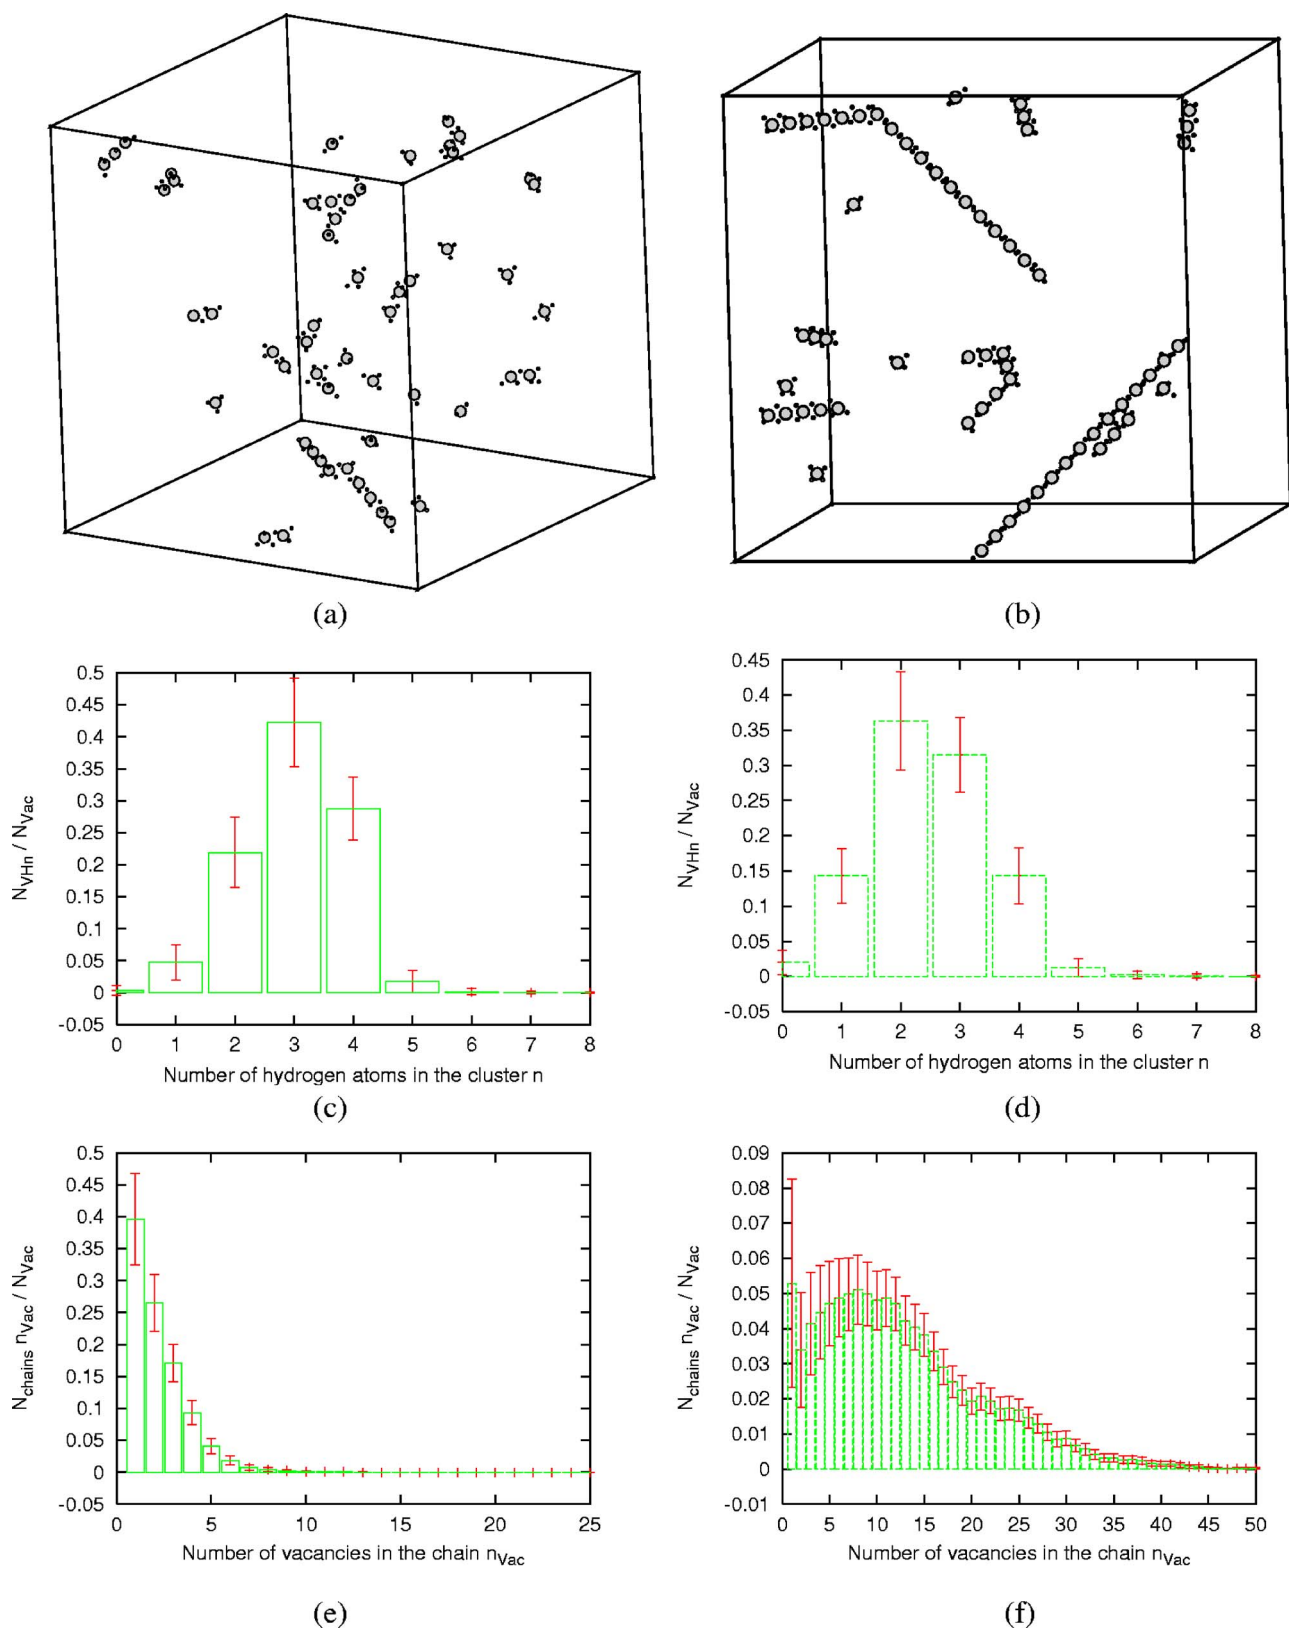 (a)
(b)
0.5
0.45
0.4
0.35
0.3
0.25
0.2
0.15
0.1
0.05
0
-0.05
N_VHn / N_Vac
0 1 2 3 4 5 6 7 8
Number of hydrogen atoms in the cluster n
(c)
0.45
0.4
0.35
0.3
0.25
0.2
0.15
0.1
0.05
0
-0.05
N_VHn / N_Vac
0 1 2 3 4 5 6 7 8
Number of hydrogen atoms in the cluster n
(d)
0.5
0.45
0.4
0.35
0.3
0.25
0.2
0.15
0.1
0.05
0
-0.05
N_chains n_Vac / N_Vac
0 5 10 15 20 25
Number of vacancies in the chain n_Vac
(e)
0.09
0.08
0.07
0.06
0.05
0.04
0.03
0.02
0.01
0
-0.01
N_chains n_Vac / N_Vac
0 5 10 15 20 25 30 35 40 45 50
Number of vacancies in the chain n_Vac
(f)